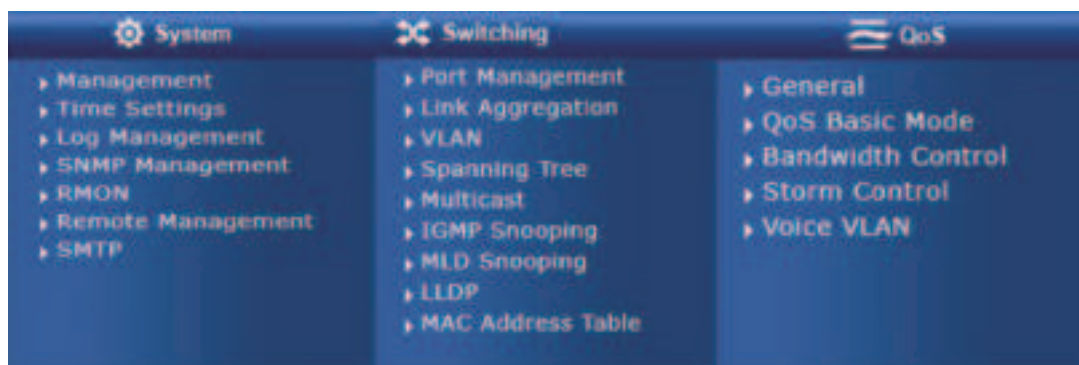 System
Management
Time Settings
Log Management
SNMP Management
RMON
Remote Management
SMTP
Switching
Port Management
Link Aggregation
VLAN
Spanning Tree
Multicast
IGMP Snooping
MLD Snooping
LLDP
MAC Address Table
QoS
General
QoS Basic Mode
Bandwidth Control
Storm Control
Voice VLAN